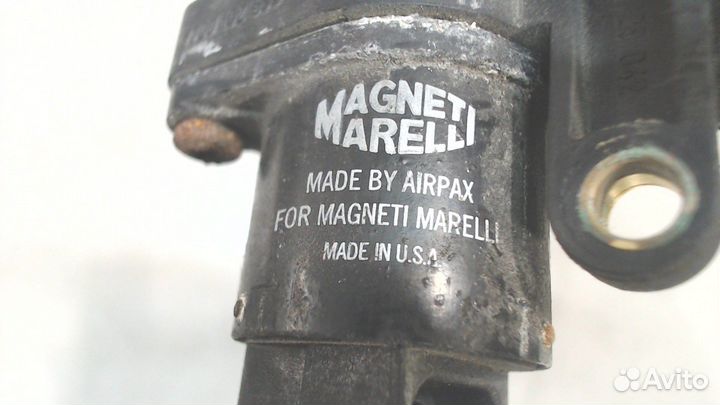 MAGNETI
MARELLI
MADE BY AIRPAX
FOR MAGNETI MARELLI
MADE IN U.S.A.
Avito